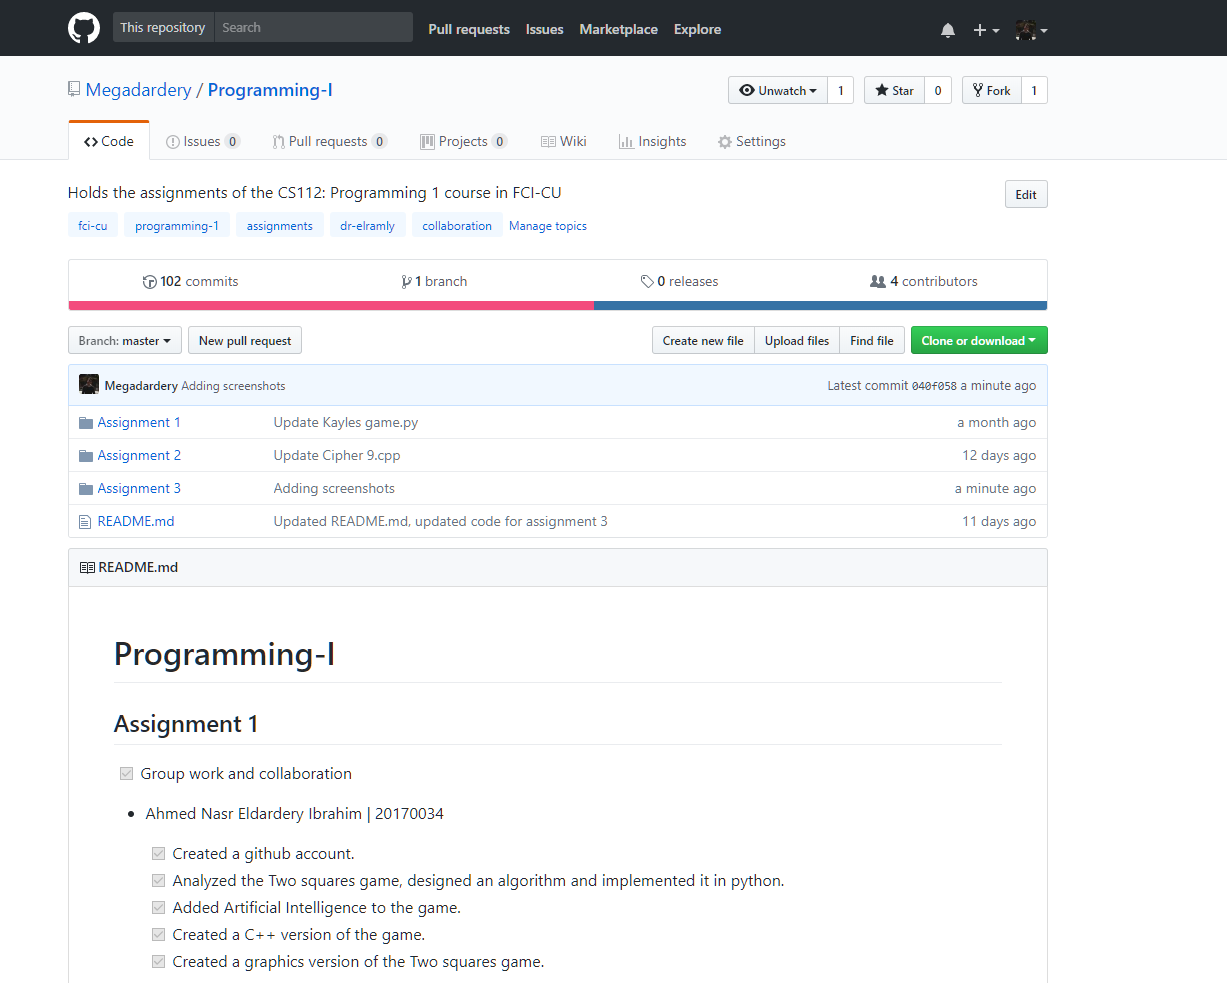 This repository Search Pull requests Issues Marketplace Explore
Megadardery / Programming-I Unwatch 1 Star 0 Fork 1
Code Issues 0 Pull requests 0 Projects 0 Wiki Insights Settings
Holds the assignments of the CS112: Programming 1 course in FCI-CU Edit
fci-cu programming-1 assignments dr-elramly collaboration Manage topics
102 commits 1 branch 0 releases 4 contributors
Branch: master New pull request Create new file Upload files Find file Clone or download
Megadardery Adding screenshots Latest commit 040f058 a minute ago
Assignment 1 Update Kayles game.py a month ago
Assignment 2 Update Cipher 9.cpp 12 days ago
Assignment 3 Adding screenshots a minute ago
README.md Updated README.md, updated code for assignment 3 11 days ago
README.md
Programming-I
Assignment 1
Group work and collaboration
Ahmed Nasr Eldardery Ibrahim | 20170034
Created a github account.
Analyzed the Two squares game, designed an algorithm and implemented it in python.
Added Artificial Intelligence to the game.
Created a C++ version of the game.
Created a graphics version of the Two squares game.